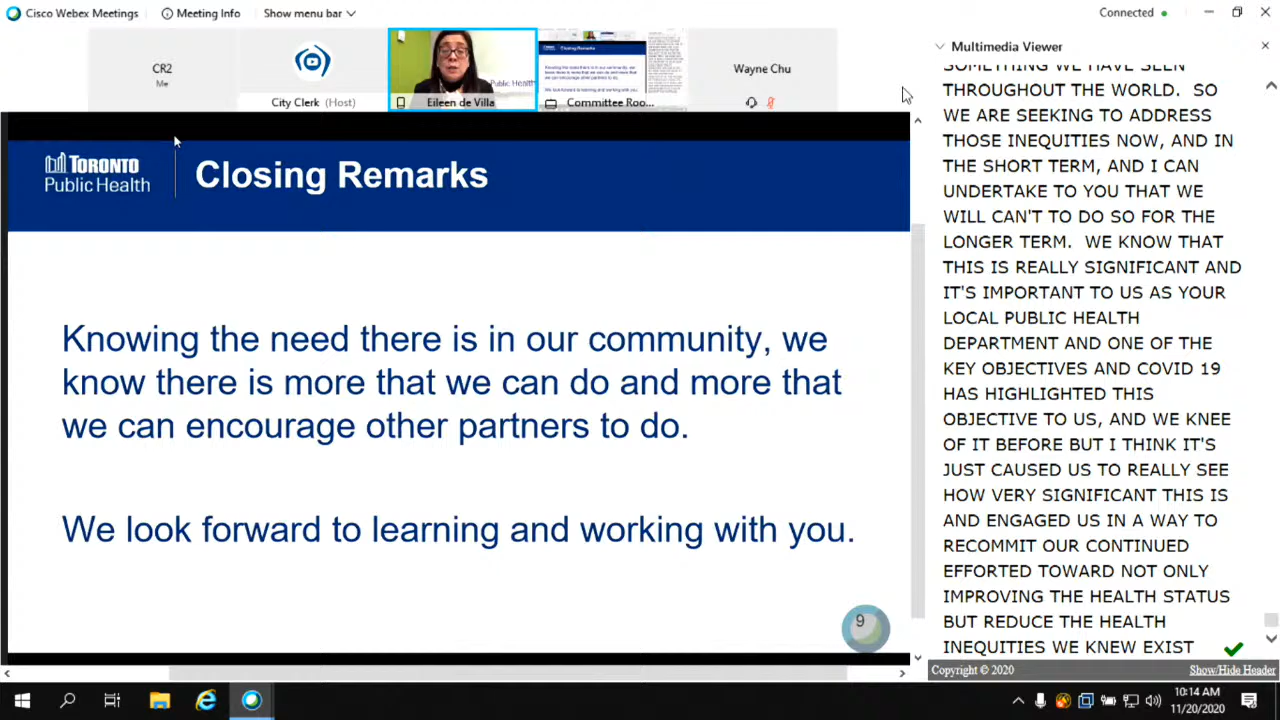 Cisco Webex Meetings
Meeting Info
Show menu bar
Connected
CR2
Me
City Clerk (Host)
Public Health
Eileen de Villa
Closing Remarks
Committee Roo...
Wayne Chu
TORONTO
Public Health
Closing Remarks
Knowing the need there is in our community, we
know there is more that we can do and more that
we can encourage other partners to do.
We look forward to learning and working with you.
9
Multimedia Viewer
SOMETHING WE HAVE SEEN
THROUGHOUT THE WORLD. SO
WE ARE SEEKING TO ADDRESS
THOSE INEQUITIES NOW, AND IN
THE SHORT TERM, AND I CAN
UNDERTAKE TO YOU THAT WE
WILL CAN'T TO DO SO FOR THE
LONGER TERM. WE KNOW THAT
THIS IS REALLY SIGNIFICANT AND
IT'S IMPORTANT TO US AS YOUR
LOCAL PUBLIC HEALTH
DEPARTMENT AND ONE OF THE
KEY OBJECTIVES AND COVID 19
HAS HIGHLIGHTED THIS
OBJECTIVE TO US, AND WE KNEE
OF IT BEFORE BUT I THINK IT'S
JUST CAUSED US TO REALLY SEE
HOW VERY SIGNIFICANT THIS IS
AND ENGAGED US IN A WAY TO
RECOMMIT OUR CONTINUED
EFFORTED TOWARD NOT ONLY
IMPROVING THE HEALTH STATUS
BUT REDUCE THE HEALTH
INEQUITIES WE KNEW EXIST
Copyright © 2020
Show/Hide Header
10:14 AM
11/20/2020